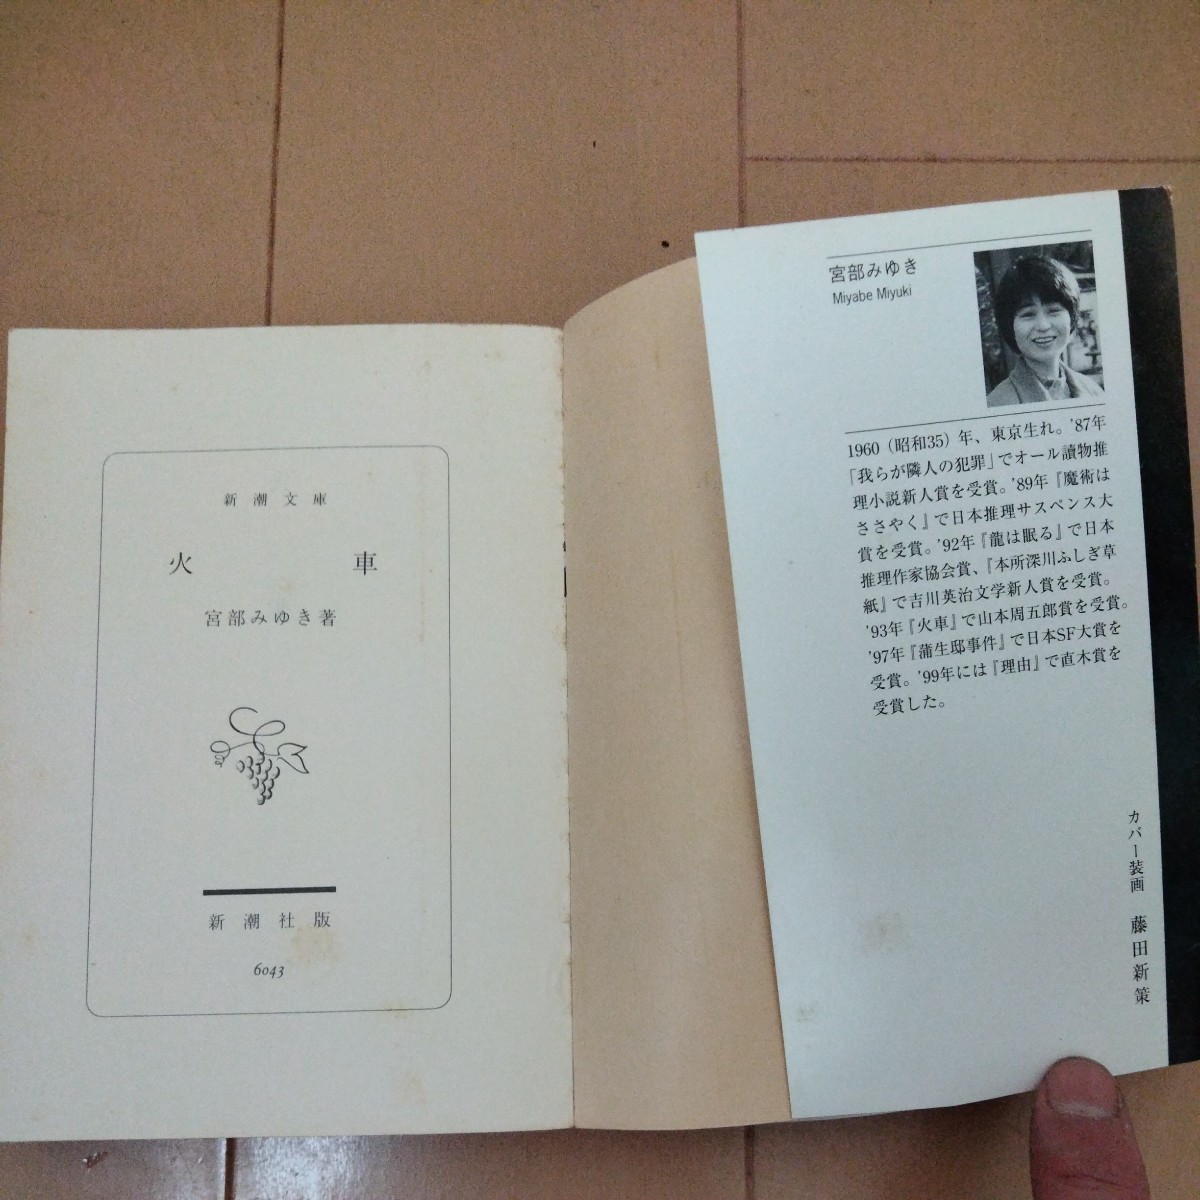 新潮文庫
火車
宮部みゆき著
新潮社版
6043
宮部みゆき
Miyabe Miyuki
1960（昭和35）年、東京生れ。'87年
「我らが隣人の犯罪」でオール讀物推
理小説新人賞を受賞。'89年『魔術は
ささやく』で日本推理サスペンス大
賞を受賞。'92年『龍は眠る』で日本
推理作家協会賞、『本所深川ふしぎ草
紙』で吉川英治文学新人賞を受賞。
'93年『火車』で山本周五郎賞を受賞。
'97年『蒲生邸事件』で日本SF大賞を
受賞。'99年には『理由』で直木賞を
受賞した。
カバー装画 藤田新策